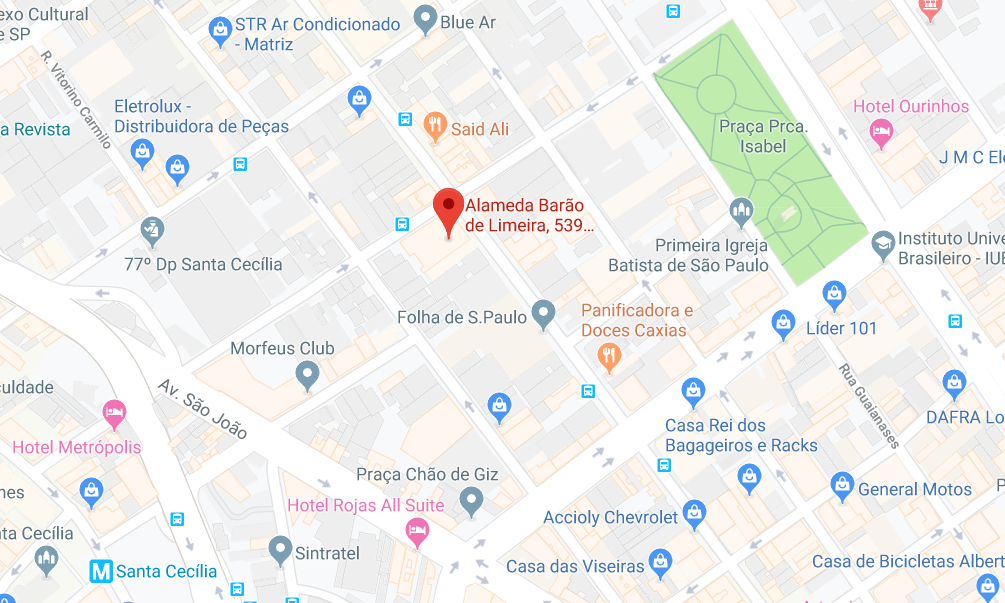 exo Cultural
e SP
STR Ar Condicionado
- Matriz
Blue Ar
R. Vitorino Carmilo
a Revista
Eletrolux -
Distribuidora de Peças
Said Ali
Praça Prca.
Isabel
Hotel Ourinhos
J M C El
Alameda Barão
de Limeira, 539...
77º Dp Santa Cecília
Primeira Igreja
Batista de São Paulo
Instituto Unive
Brasileiro - IUB
Folha de S.Paulo
Panificadora e
Doces Caxias
Líder 101
Morfeus Club
culdade
Av. São João
Rua Guaianases
Hotel Metrópolis
DAFRA Lo
Casa Rei dos
Bagageiros e Racks
Praça Chão de Giz
nes
General Motos
P
Hotel Rojas All Suite
Accioly Chevrolet
nta Cecília
Sintratel
M Santa Cecília
Casa das Viseiras
Casa de Bicicletas Albert